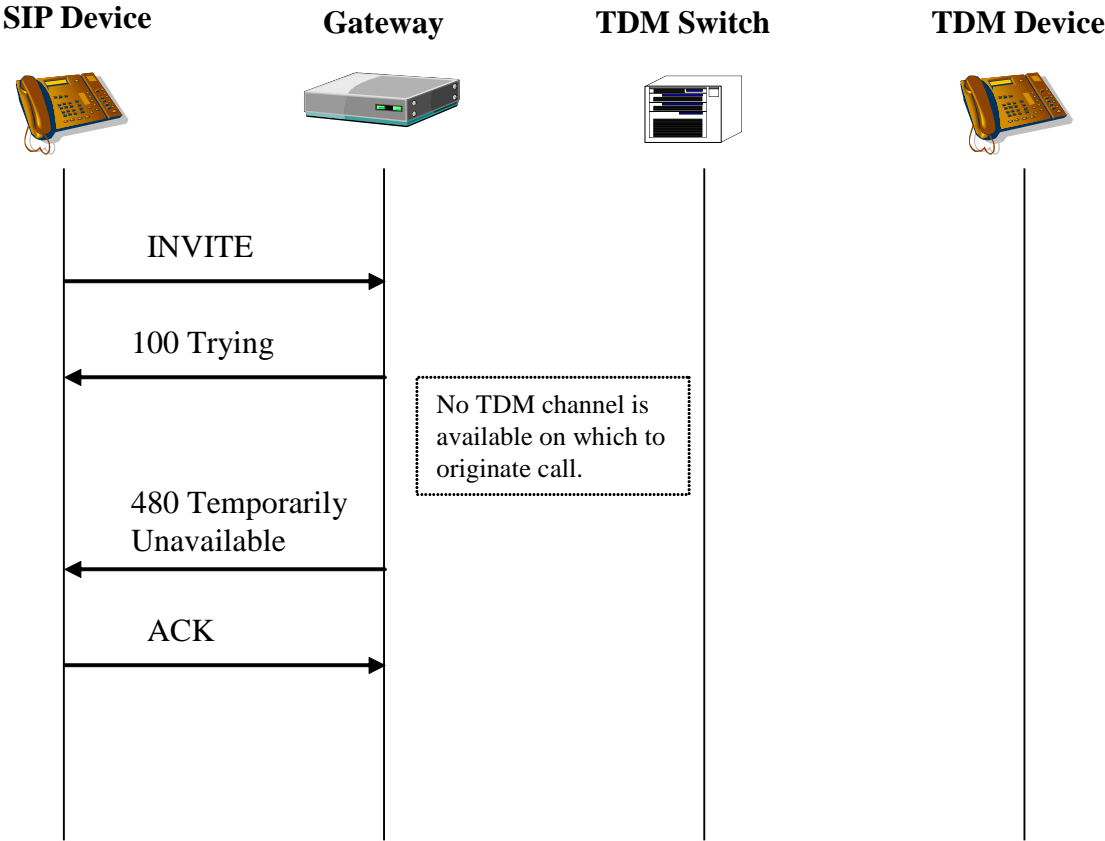 SIP Device
Gateway
TDM Switch
TDM Device
INVITE
100 Trying
No TDM channel is
available on which to
originate call.
480 Temporarily
Unavailable
ACK